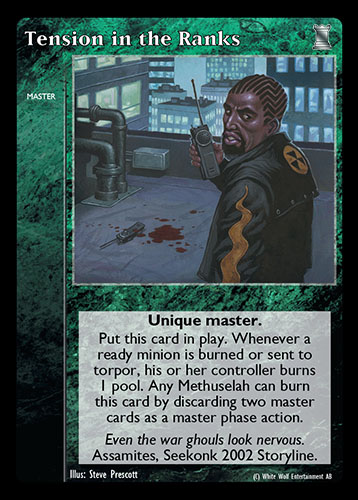 Tension in the Ranks
MASTER
Unique master.
Put this card in play. Whenever a
ready minion is burned or sent to
torpor, his or her controller burns
1 pool. Any Methuselah can burn
this card by discarding two master
cards as a master phase action.
Even the war ghouls look nervous.
Assamites, Seekonk 2002 Storyline.
Illus: Steve Prescott
(C) White Wolf Entertainment AB